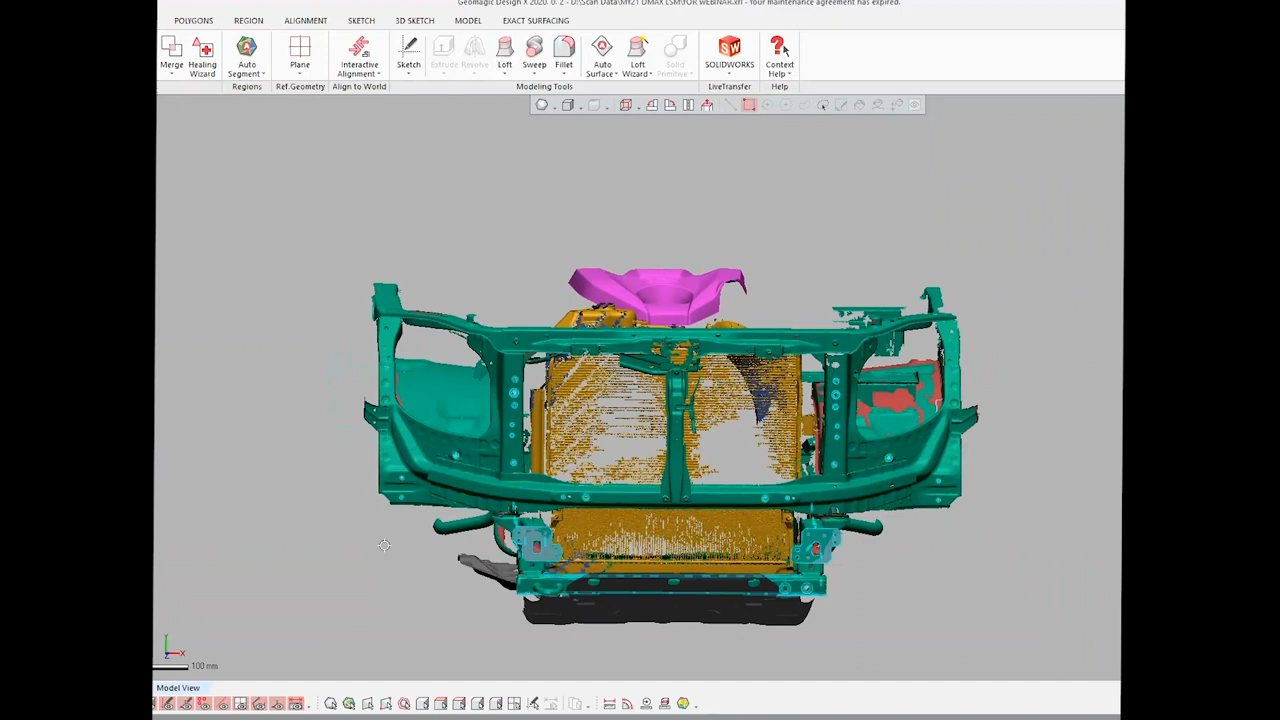 Geomagic Design X 2020. 0. 2 - D:\Scan Data\MY21 DMAX LSM\FOR WEBINAR.xrl - Your maintenance agreement has expired.
POLYGONS REGION ALIGNMENT SKETCH 3D SKETCH MODEL EXACT SURFACING
Merge Healing Wizard Auto Segment Plane Interactive Alignment Sketch Extrude Revolve Loft Sweep Fillet Auto Surface Loft Wizard Solid Primitive SOLIDWORKS Context Help
Regions Ref.Geometry Align to World Modeling Tools LiveTransfer Help
Y
X
100 mm
Model View